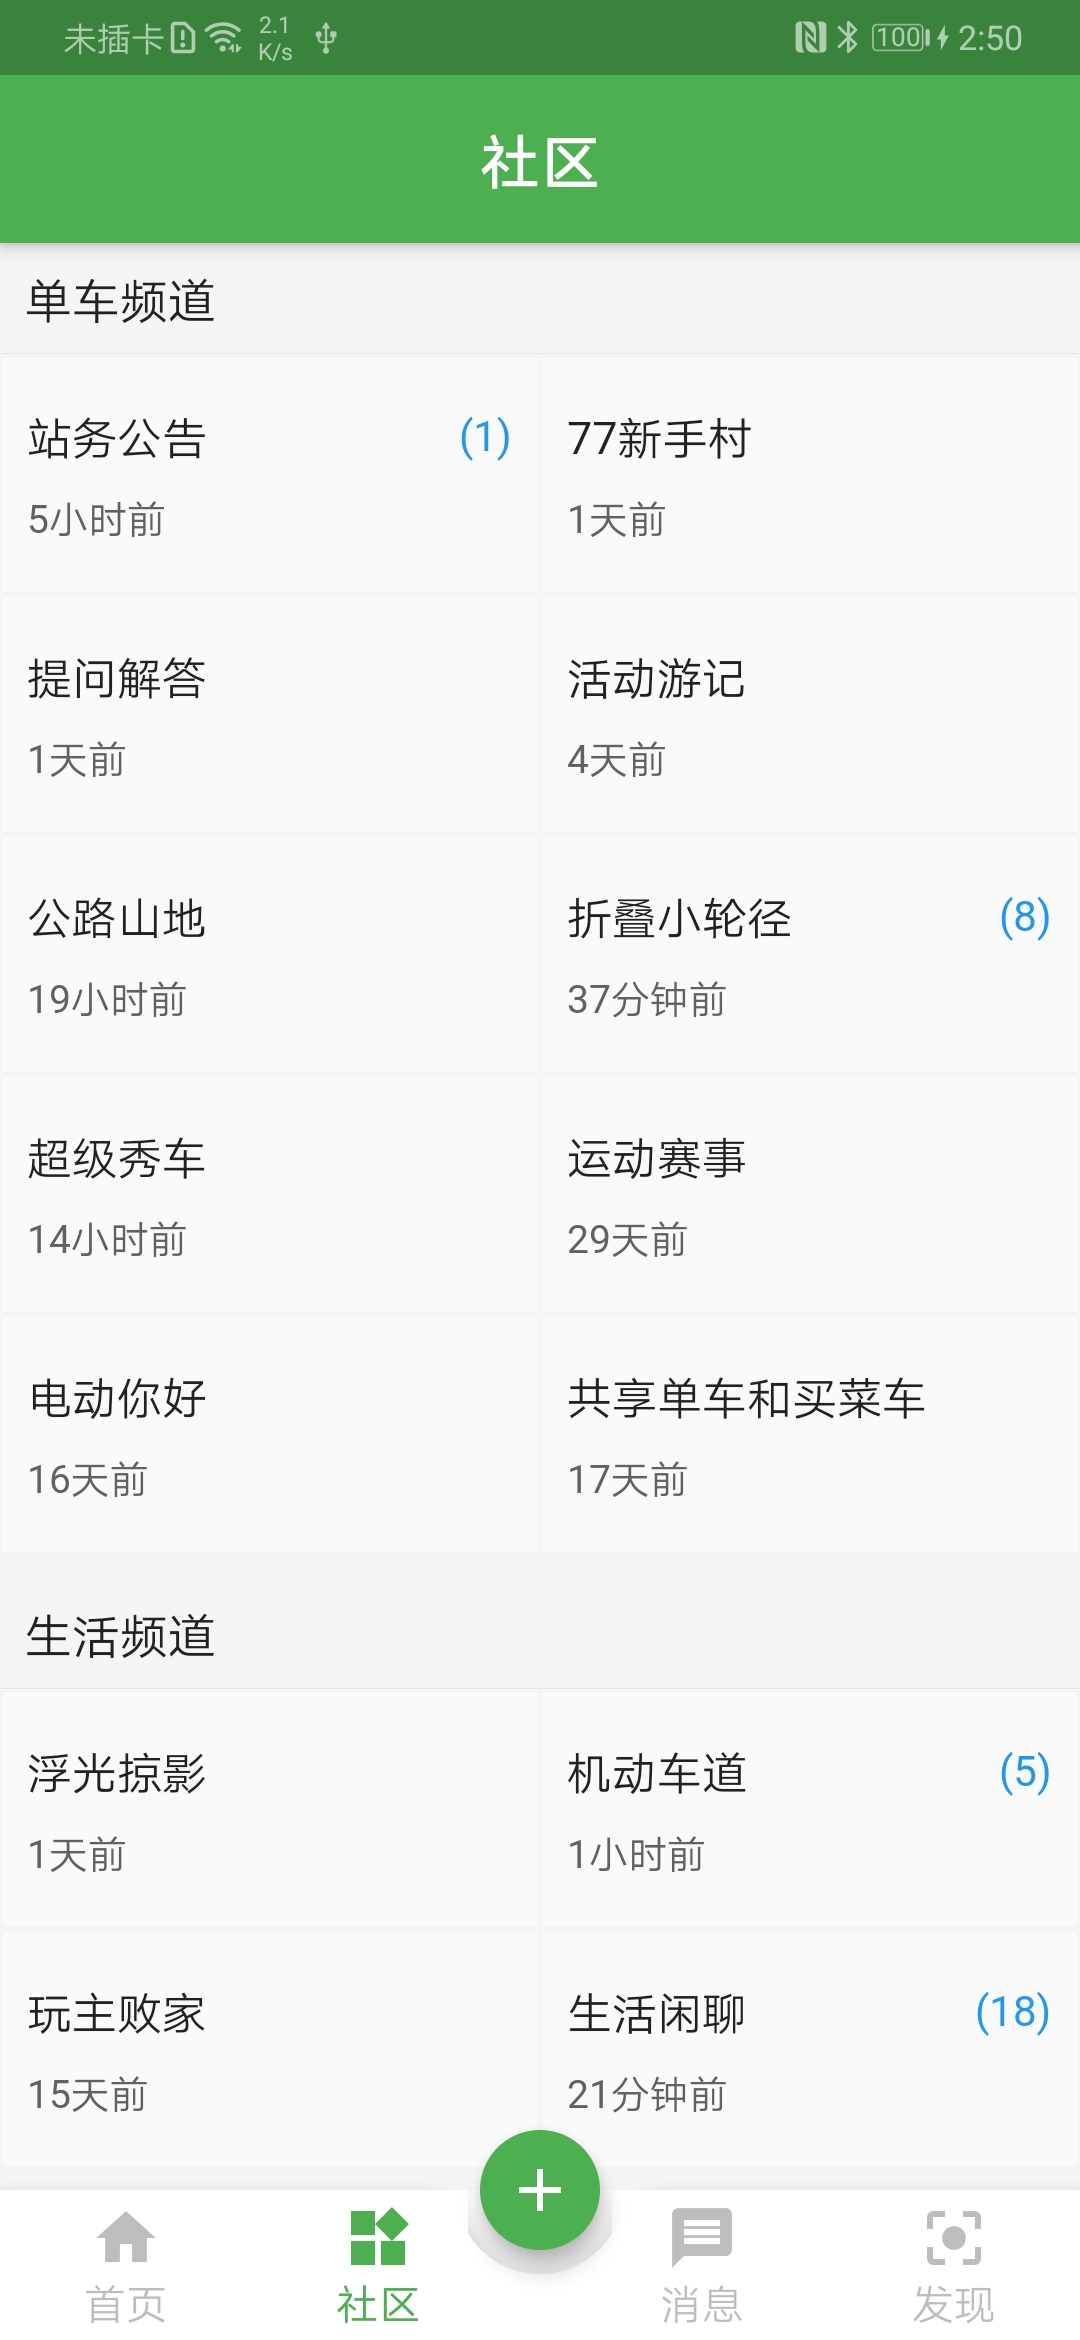 未插卡 2.1 K/s 100 2:50
社区
单车频道
站务公告 (1) 77新手村
5小时前 1天前
提问解答 活动游记
1天前 4天前
公路山地 折叠小轮径 (8)
19小时前 37分钟前
超级秀车 运动赛事
14小时前 29天前
电动你好 共享单车和买菜车
16天前 17天前
生活频道
浮光掠影 机动车道 (5)
1天前 1小时前
玩主败家 生活闲聊 (18)
15天前 21分钟前
首页 社区 消息 发现